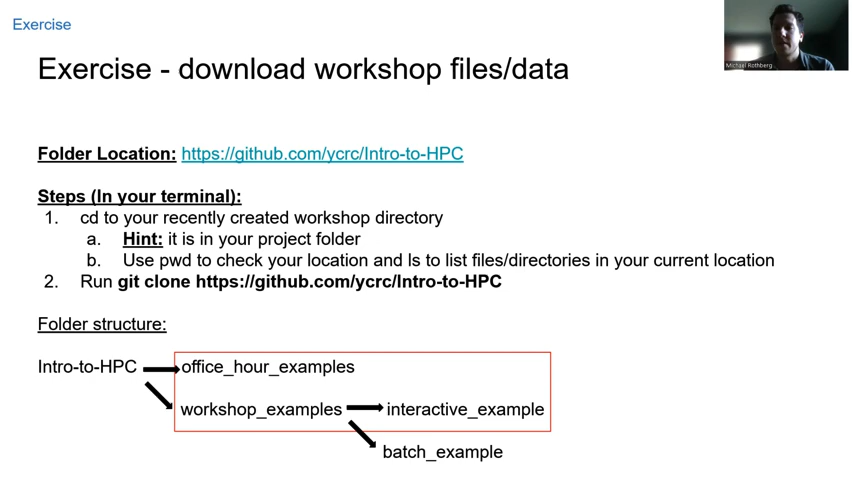 Exercise
Michael Rothberg
Exercise - download workshop files/data
Folder Location: https://github.com/ycrc/Intro-to-HPC
Steps (In your terminal):
1. cd to your recently created workshop directory
a. Hint: it is in your project folder
b. Use pwd to check your location and ls to list files/directories in your current location
2. Run git clone https://github.com/ycrc/Intro-to-HPC
Folder structure:
Intro-to-HPC office_hour_examples
workshop_examples interactive_example
batch_example